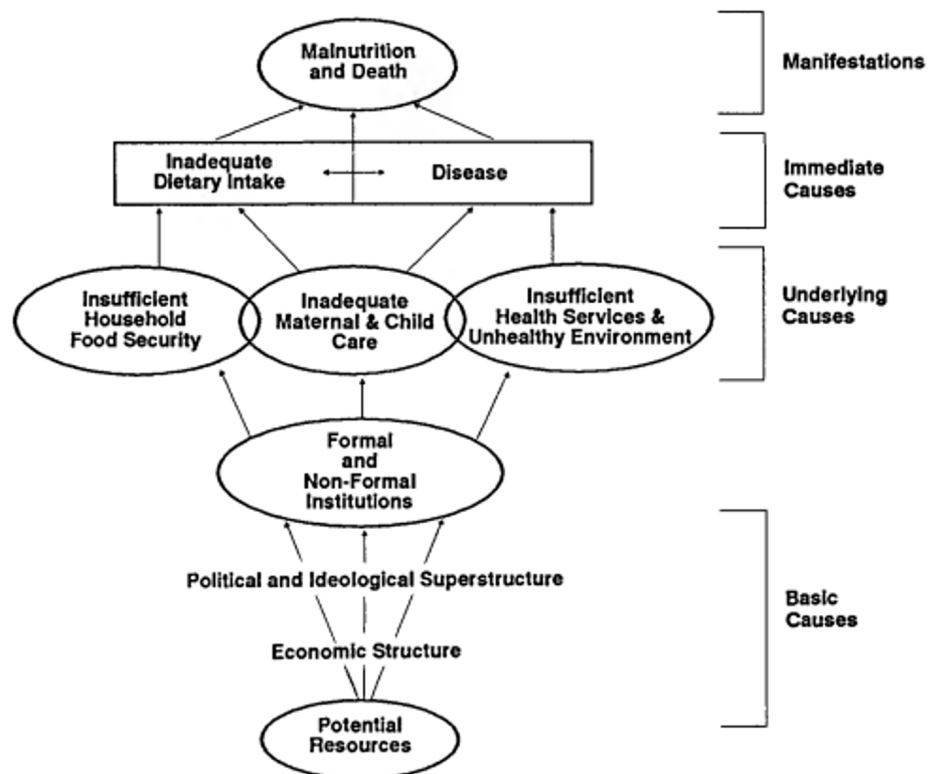 Malnutrition
and Death
Manifestations
Inadequate
Dietary Intake
Disease
Immediate
Causes
Insufficient
Household
Food Security
Inadequate
Maternal & Child
Care
Insufficient
Health Services &
Unhealthy Environment
Underlying
Causes
Formal
and
Non-Formal
Institutions
Political and Ideological Superstructure
Economic Structure
Basic
Causes
Potential
Resources